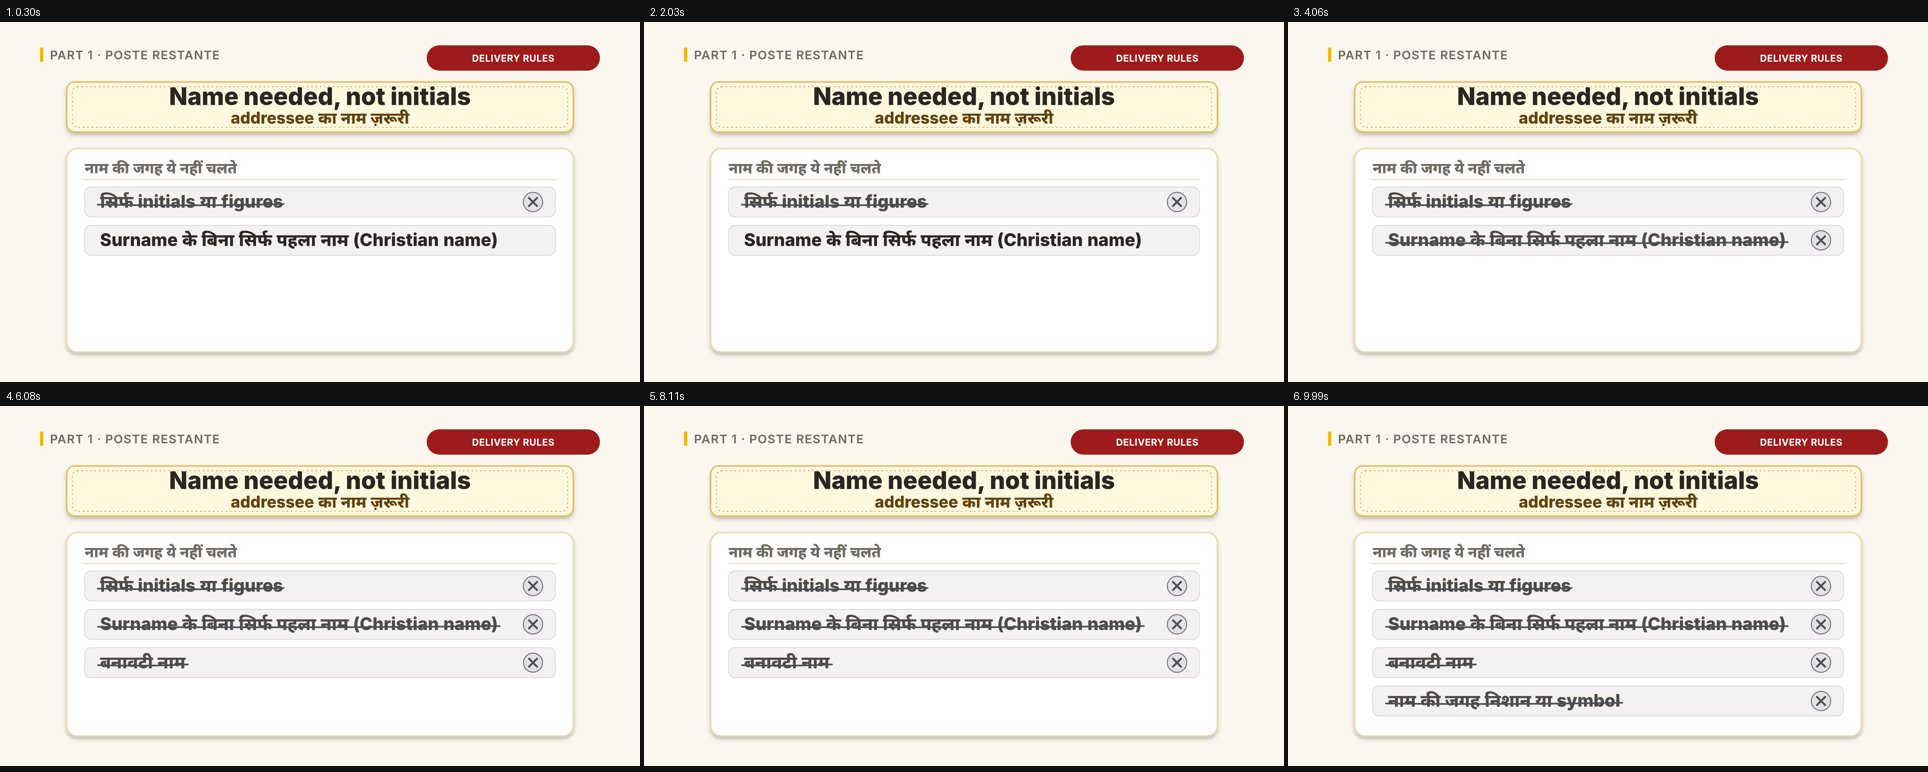 1. 0.30s
PART 1 · POSTE RESTANTE
DELIVERY RULES
Name needed, not initials
addressee का नाम ज़रूरी
नाम की जगह ये नहीं चलते
सिर्फ initials या figures
Surname के बिना सिर्फ पहला नाम (Christian name)
2. 2.03s
PART 1 · POSTE RESTANTE
DELIVERY RULES
Name needed, not initials
addressee का नाम ज़रूरी
नाम की जगह ये नहीं चलते
सिर्फ initials या figures
Surname के बिना सिर्फ पहला नाम (Christian name)
3. 4.06s
PART 1 · POSTE RESTANTE
DELIVERY RULES
Name needed, not initials
addressee का नाम ज़रूरी
नाम की जगह ये नहीं चलते
सिर्फ initials या figures
Surname के बिना सिर्फ पहला नाम (Christian name)
4. 6.08s
PART 1 · POSTE RESTANTE
DELIVERY RULES
Name needed, not initials
addressee का नाम ज़रूरी
नाम की जगह ये नहीं चलते
सिर्फ initials या figures
Surname के बिना सिर्फ पहला नाम (Christian name)
बनावटी नाम
5. 8.11s
PART 1 · POSTE RESTANTE
DELIVERY RULES
Name needed, not initials
addressee का नाम ज़रूरी
नाम की जगह ये नहीं चलते
सिर्फ initials या figures
Surname के बिना सिर्फ पहला नाम (Christian name)
बनावटी नाम
6. 9.99s
PART 1 · POSTE RESTANTE
DELIVERY RULES
Name needed, not initials
addressee का नाम ज़रूरी
नाम की जगह ये नहीं चलते
सिर्फ initials या figures
Surname के बिना सिर्फ पहला नाम (Christian name)
बनावटी नाम
नाम की जगह निशान या symbol